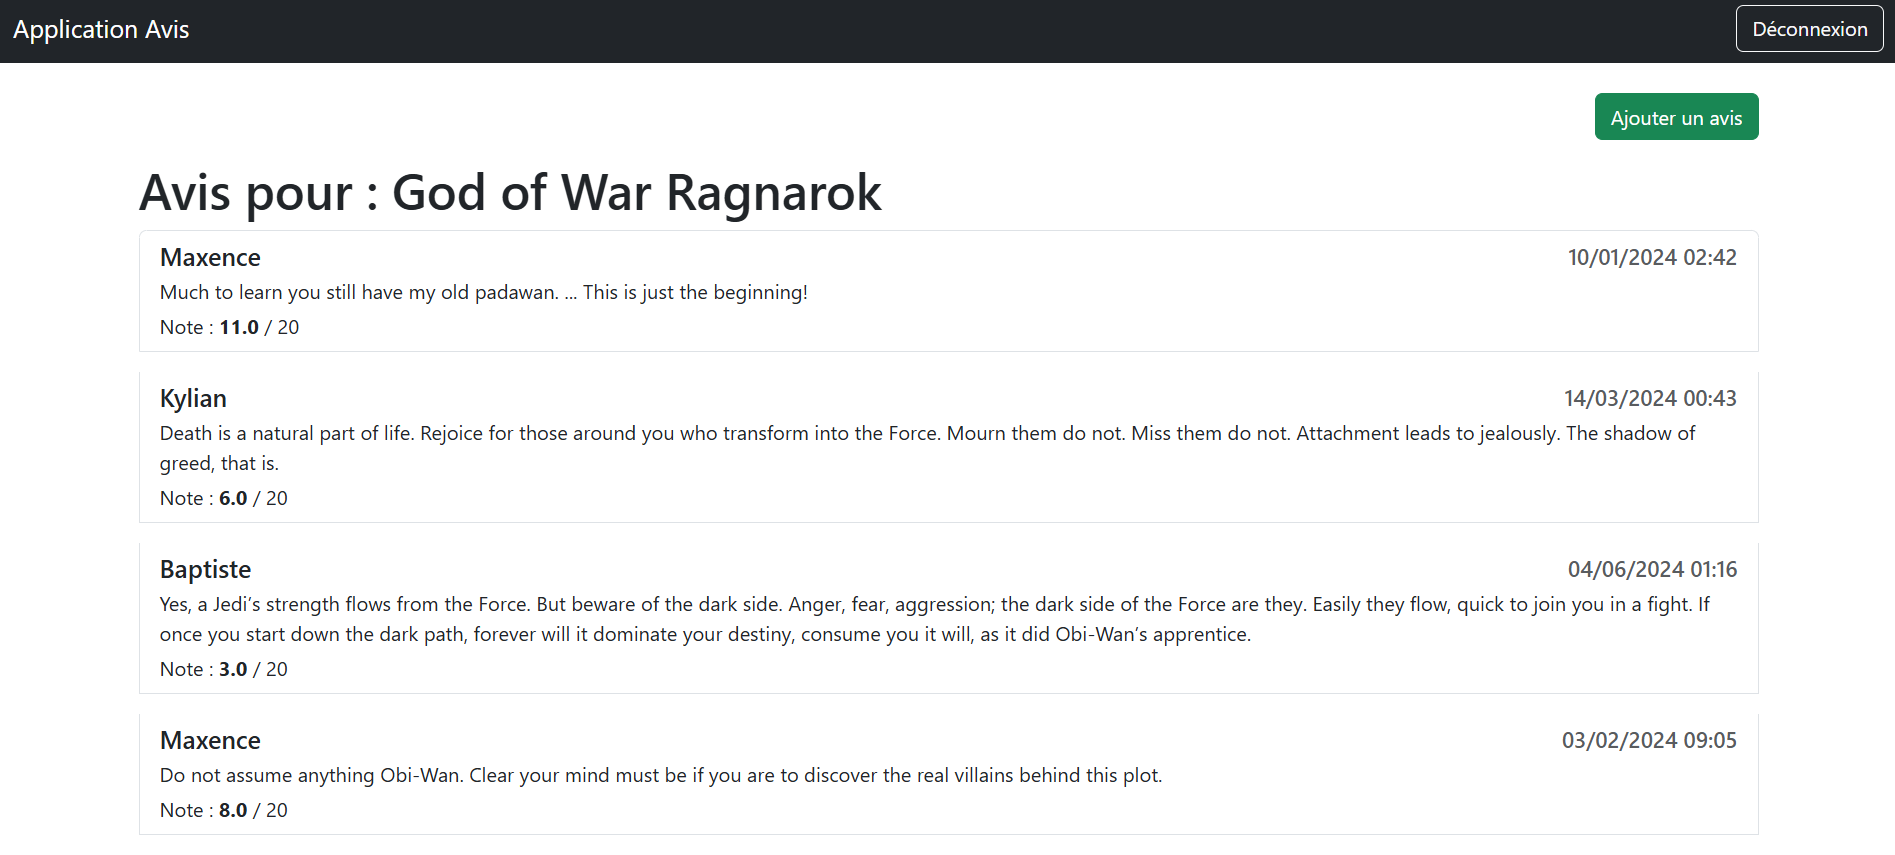 Application Avis
Déconnexion
Ajouter un avis
Avis pour : God of War Ragnarok
Maxence
10/01/2024 02:42
Much to learn you still have my old padawan. ... This is just the beginning!
Note : 11.0 / 20
Kylian
14/03/2024 00:43
Death is a natural part of life. Rejoice for those around you who transform into the Force. Mourn them do not. Miss them do not. Attachment leads to jealously. The shadow of
greed, that is.
Note : 6.0 / 20
Baptiste
04/06/2024 01:16
Yes, a Jedi’s strength flows from the Force. But beware of the dark side. Anger, fear, aggression; the dark side of the Force are they. Easily they flow, quick to join you in a fight. If
once you start down the dark path, forever will it dominate your destiny, consume you it will, as it did Obi-Wan’s apprentice.
Note : 3.0 / 20
Maxence
03/02/2024 09:05
Do not assume anything Obi-Wan. Clear your mind must be if you are to discover the real villains behind this plot.
Note : 8.0 / 20